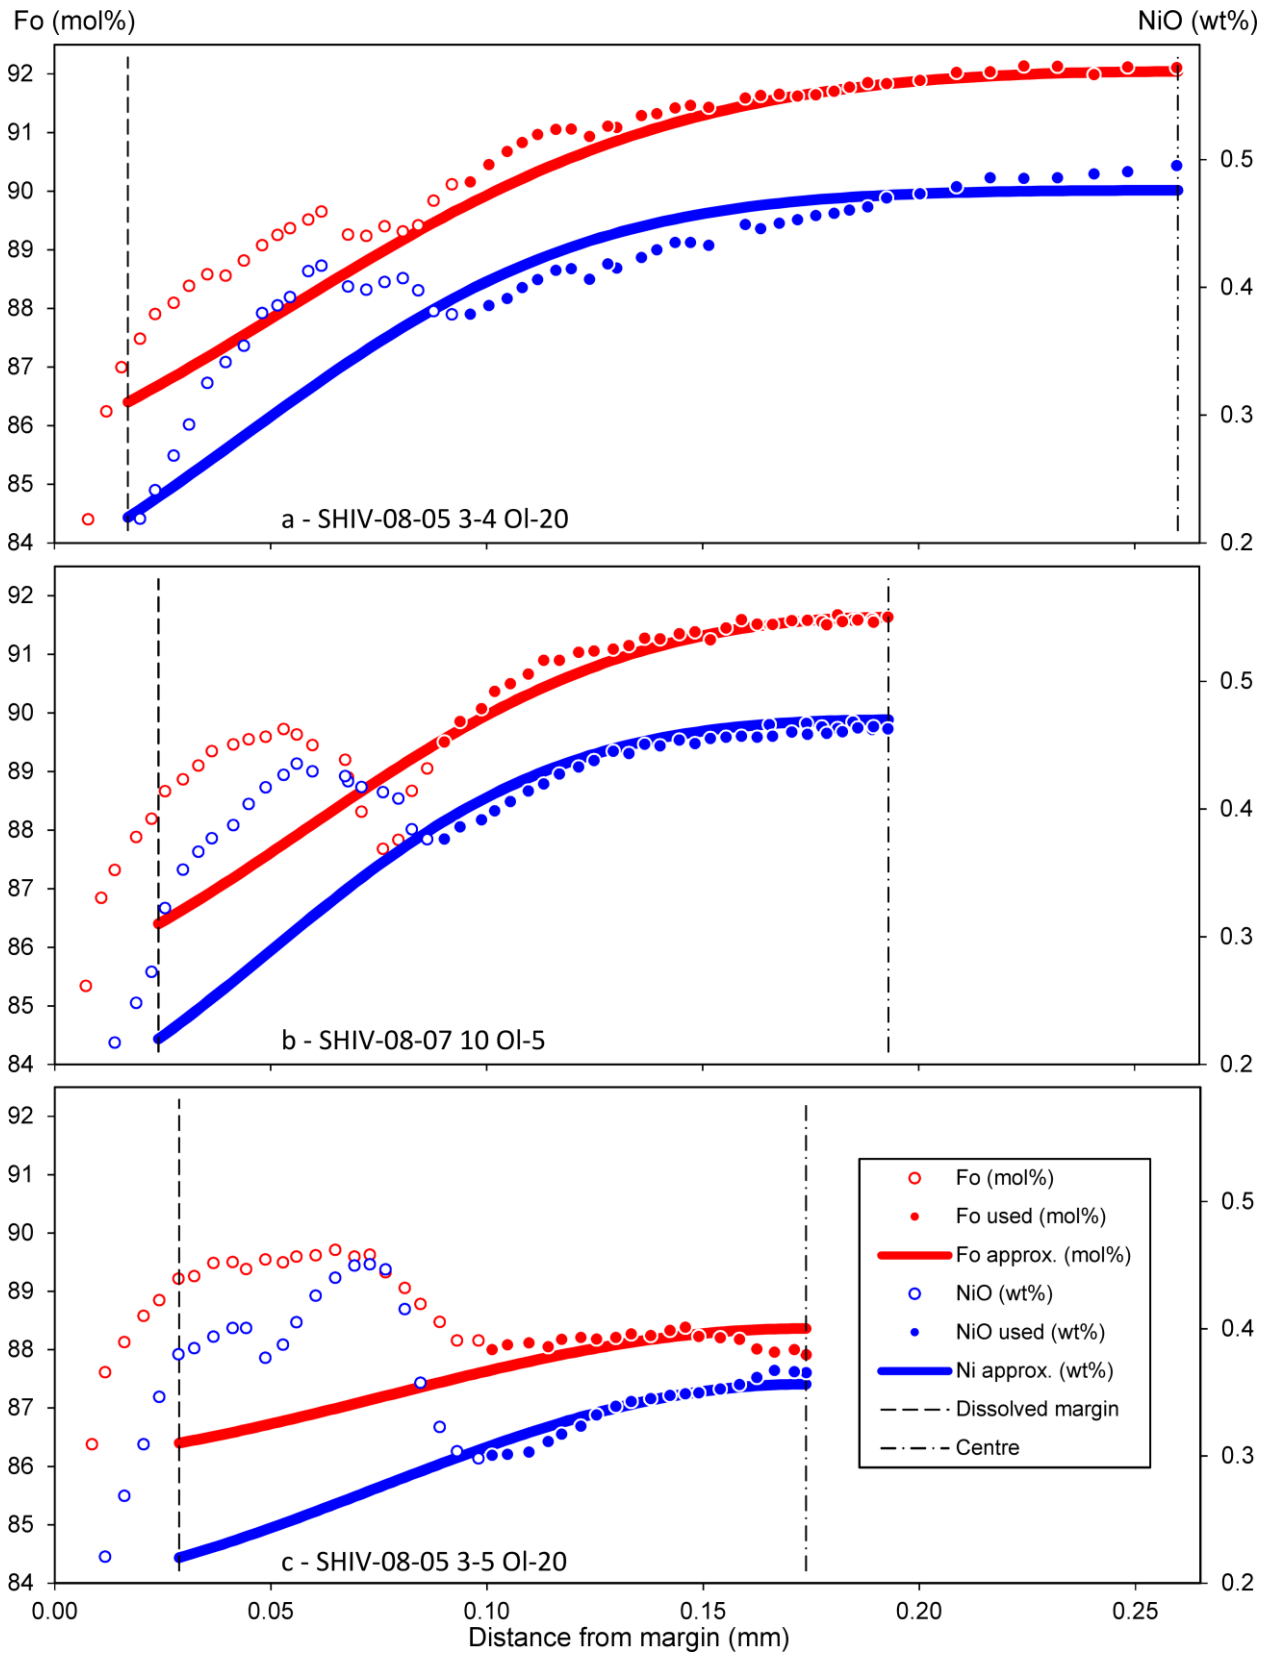 Fo (mol%) NiO (wt%)
92
91
90
89
88
87
86
85
84
0.5
0.4
0.3
0.2
a - SHIV-08-05 3-4 Ol-20
92
91
90
89
88
87
86
85
84
0.5
0.4
0.3
0.2
b - SHIV-08-07 10 Ol-5
92
91
90
89
88
87
86
85
84
0.5
0.4
0.3
0.2
Fo (mol%)
Fo used (mol%)
Fo approx. (mol%)
NiO (wt%)
NiO used (wt%)
Ni approx. (wt%)
Dissolved margin
Centre
c - SHIV-08-05 3-5 Ol-20
0.00 0.05 0.10 0.15 0.20 0.25
Distance from margin (mm)